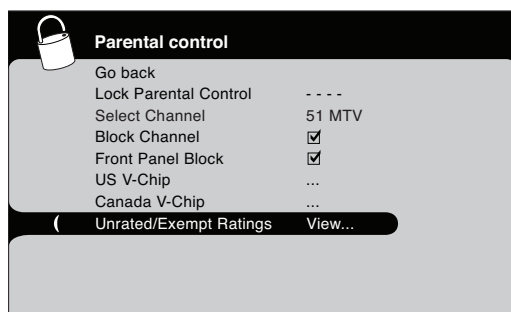 Parental control
Go back
Lock Parental Control - - - -
Select Channel 51 MTV
Block Channel ☑
Front Panel Block ☑
US V-Chip ...
Canada V-Chip ...
Unrated/Exempt Ratings View...